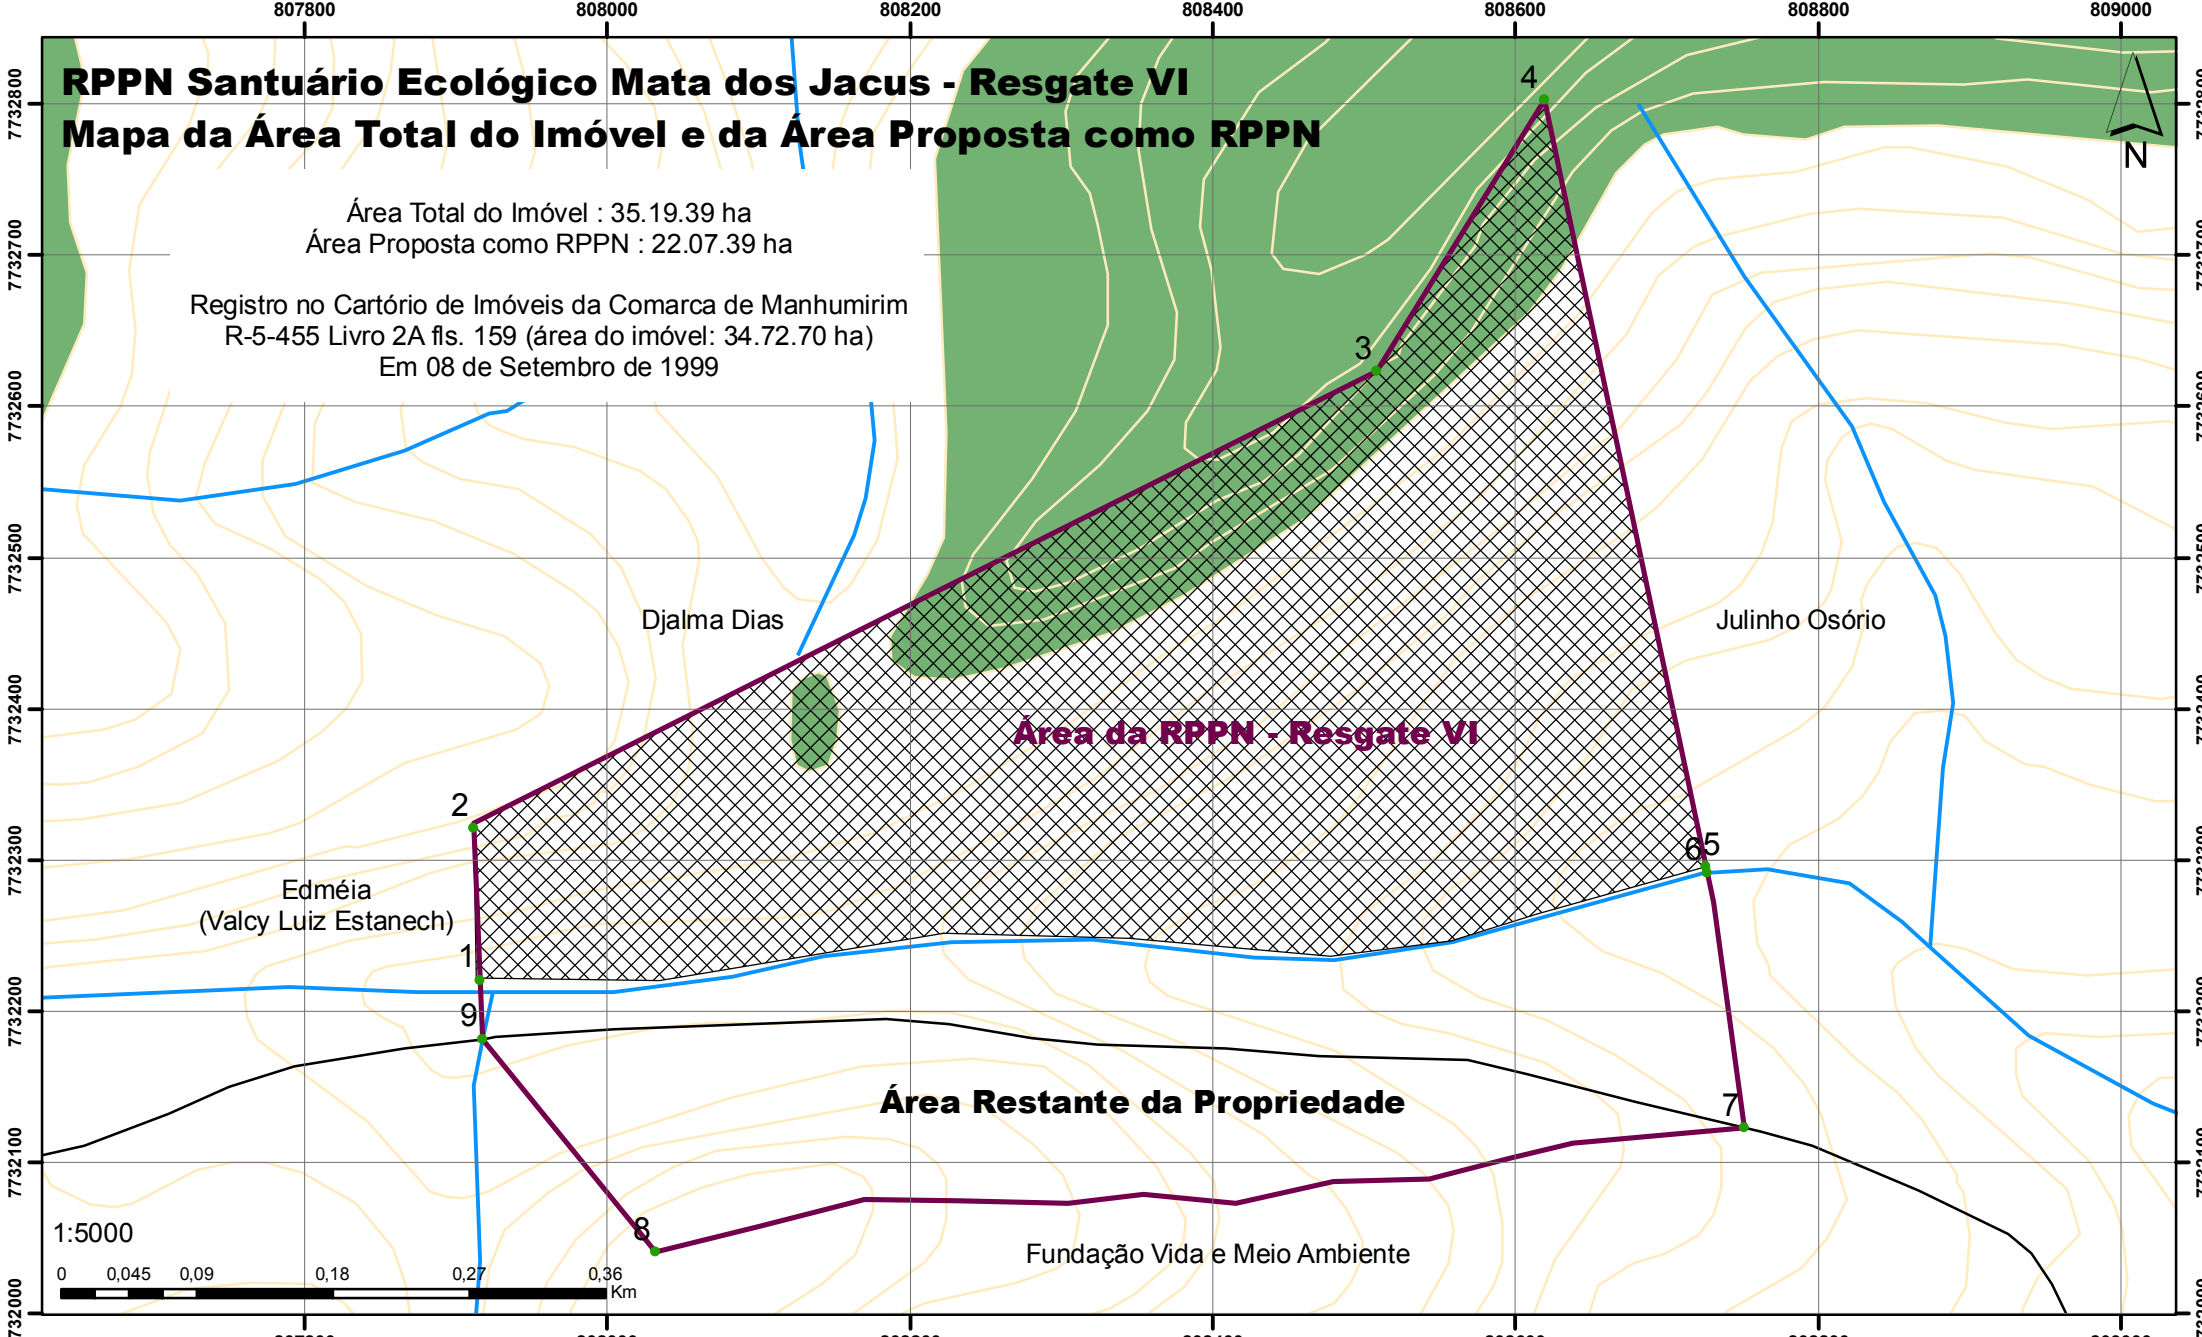 807800 808000 808200 808400 808600 808800 809000
RPPN Santuário Ecológico Mata dos Jacus - Resgate VI
Mapa da Área Total do Imóvel e da Área Proposta como RPPN
Área Total do Imóvel : 35.19.39 ha
Área Proposta como RPPN : 22.07.39 ha
Registro no Cartório de Imóveis da Comarca de Manhumirim
R-5-455 Livro 2A fls. 159 (área do imóvel: 34.72.70 ha)
Em 08 de Setembro de 1999
N
4
3
Djalma Dias
Julinho Osório
Área da RPPN - Resgate VI
2
65
Edméia
(Valcy Luiz Estanech)
1
9
Área Restante da Propriedade
7
8
Fundação Vida e Meio Ambiente
1:5000
0 0,045 0,09 0,18 0,27 0,36
Km
7732800
7732700
7732600
7732500
7732400
7732300
7732200
7732100
7732000